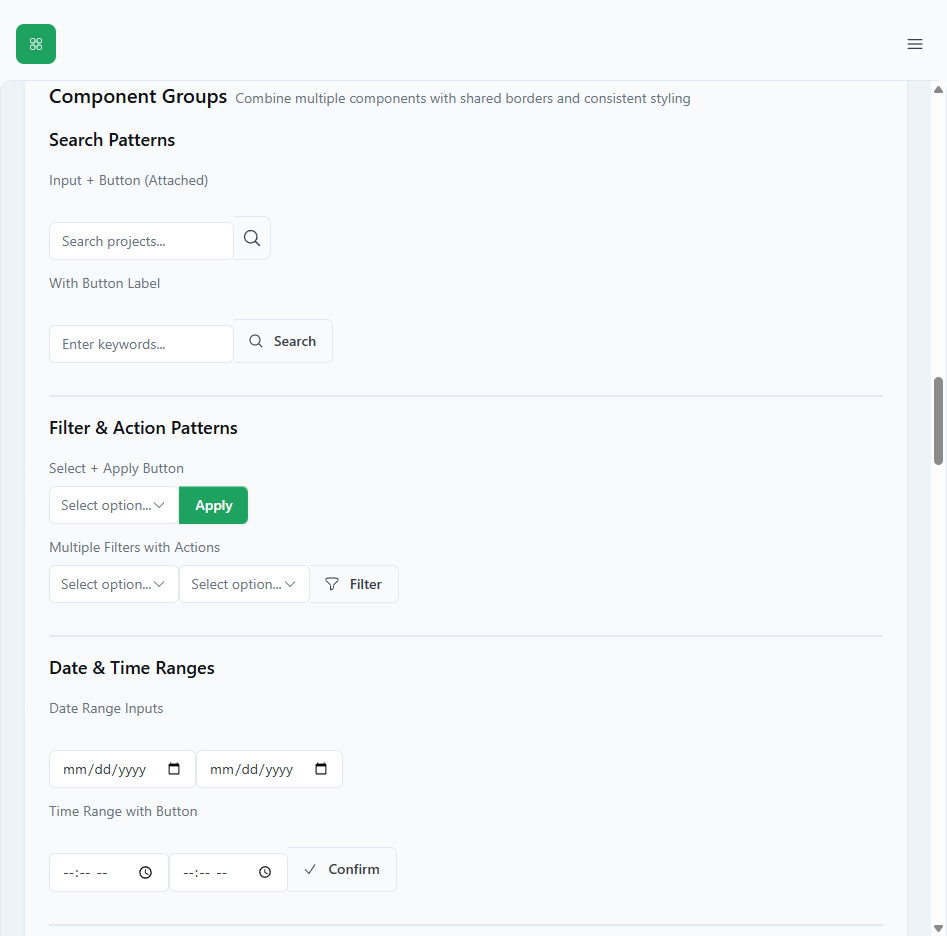 Component Groups Combine multiple components with shared borders and consistent styling
Search Patterns
Input + Button (Attached)
Search projects...
With Button Label
Enter keywords... Search
Filter & Action Patterns
Select + Apply Button
Select option... Apply
Multiple Filters with Actions
Select option... Select option... Filter
Date & Time Ranges
Date Range Inputs
mm/dd/yyyy mm/dd/yyyy
Time Range with Button
--:-- -- --:-- -- Confirm